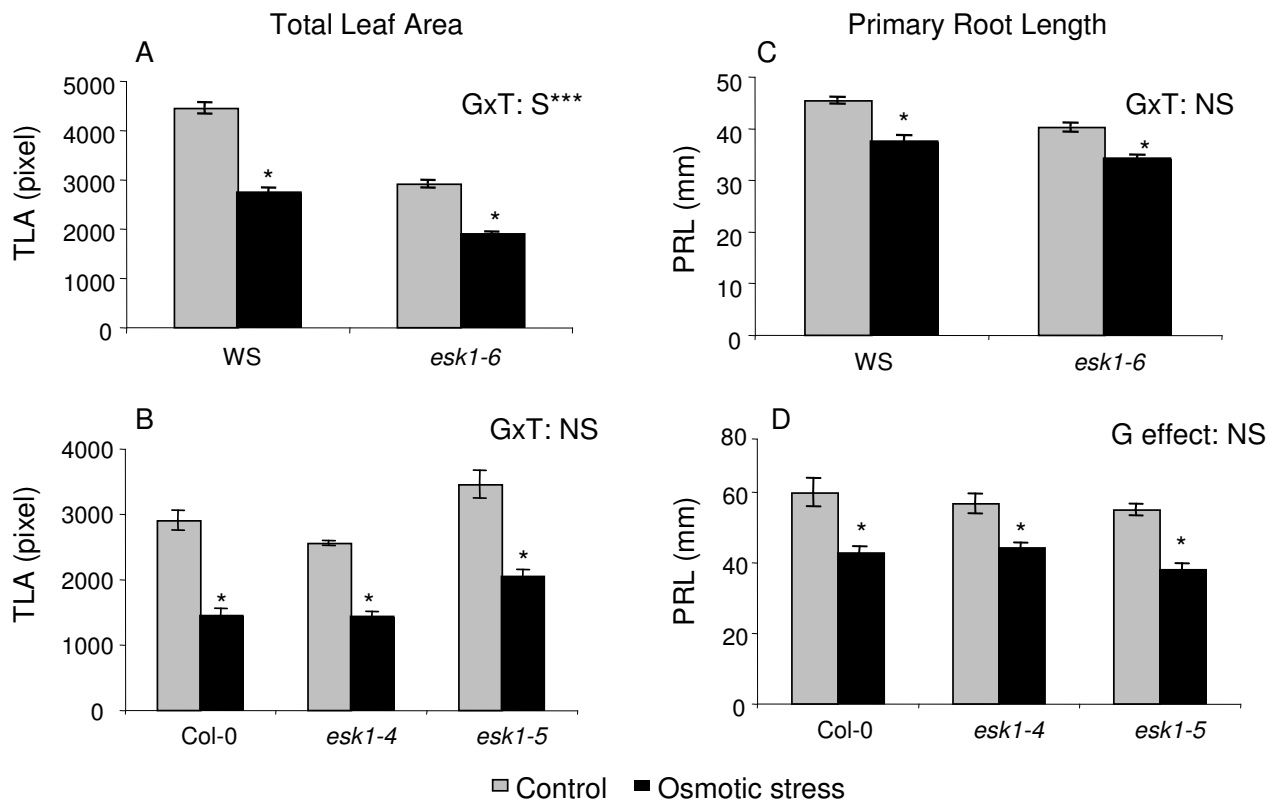 Total Leaf Area
Primary Root Length
A
GxT: S***
TLA (pixel)
5000
4000
3000
2000
1000
0
*
*
WS
esk1-6
C
GxT: NS
PRL (mm)
50
40
30
20
10
0
*
*
WS
esk1-6
B
GxT: NS
TLA (pixel)
4000
3000
2000
1000
0
*
*
*
Col-0
esk1-4
esk1-5
D
G effect: NS
PRL (mm)
80
60
40
20
0
*
*
*
Col-0
esk1-4
esk1-5
Control
Osmotic stress